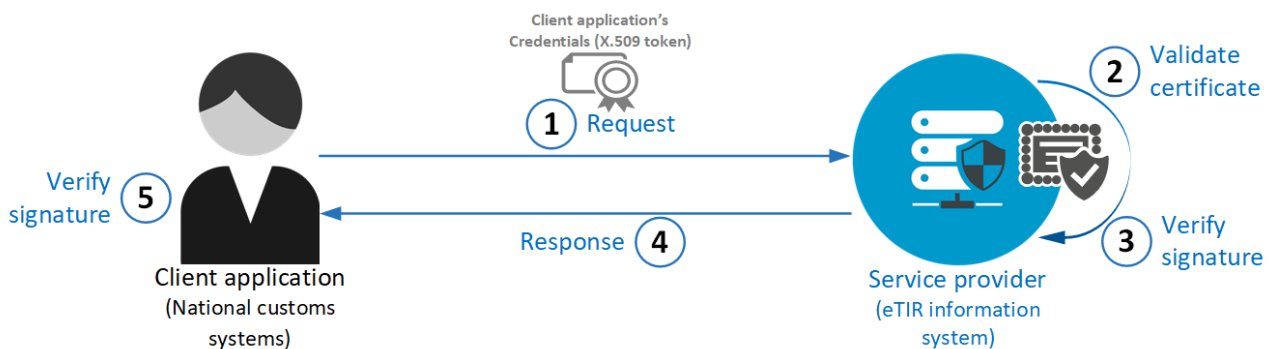 Client application’s
Credentials (X.509 token)
1 Request
2 Validate
certificate
Verify
signature 5
Response 4
3 Verify
signature
Client application
(National customs
systems)
Service provider
(eTIR information
system)